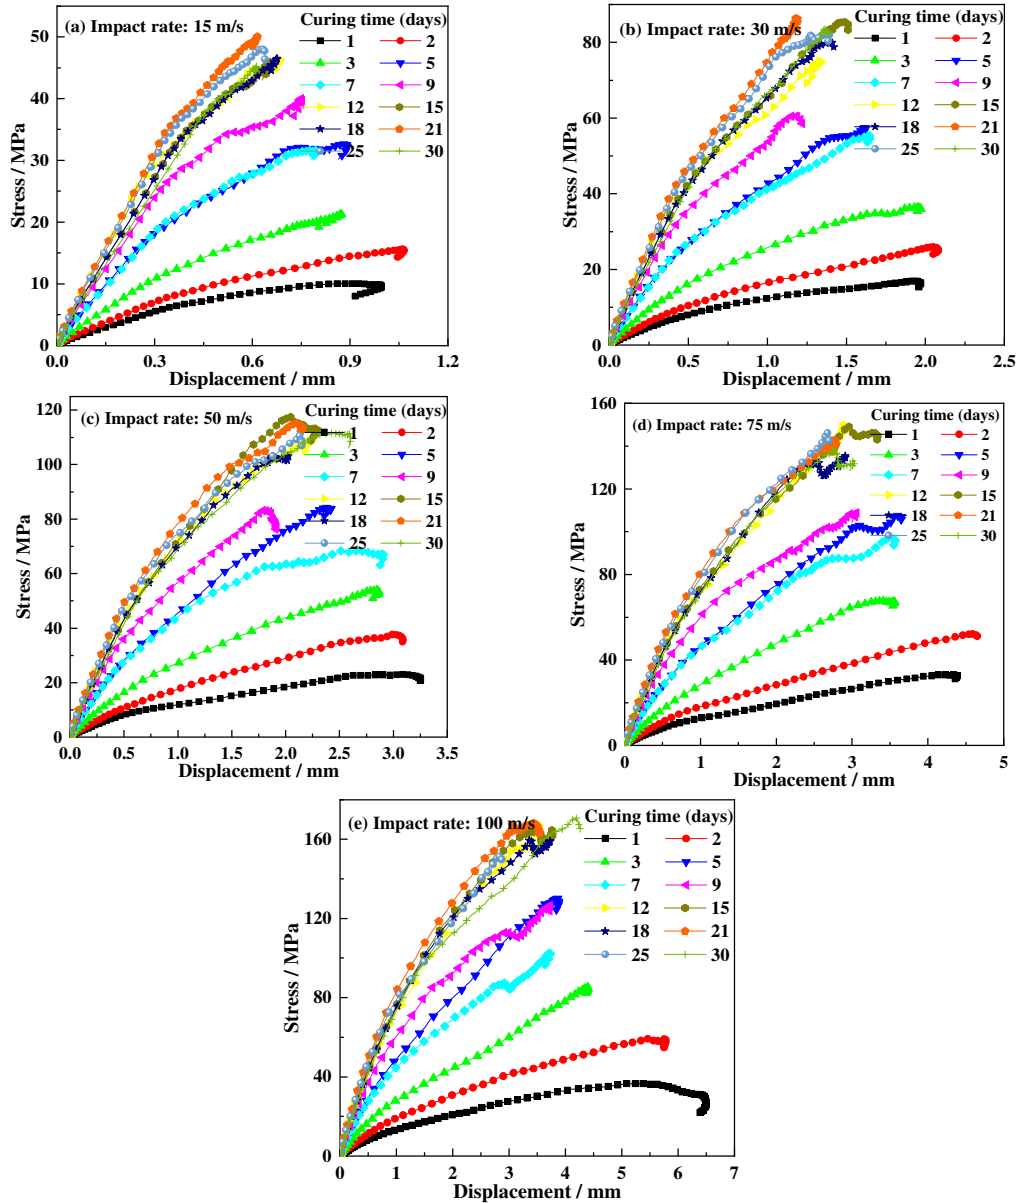 (a) Impact rate: 15 m/s
Curing time (days)
1 2
3 5
7 9
12 15
18 21
25 30
Stress / MPa
0 10 20 30 40 50
0.0 0.3 0.6 0.9 1.2
Displacement / mm
(b) Impact rate: 30 m/s
Curing time (days)
1 2
3 5
7 9
12 15
18 21
25 30
Stress / MPa
0 20 40 60 80
0.0 0.5 1.0 1.5 2.0 2.5
Displacement / mm
(c) Impact rate: 50 m/s
Curing time (days)
1 2
3 5
7 9
12 15
18 21
25 30
Stress / MPa
0 20 40 60 80 100 120
0.0 0.5 1.0 1.5 2.0 2.5 3.0 3.5
Displacement / mm
(d) Impact rate: 75 m/s
Curing time (days)
1 2
3 5
7 9
12 15
18 21
25 30
Stress / MPa
0 40 80 120 160
0 1 2 3 4 5
Displacement / mm
(e) Impact rate: 100 m/s
Curing time (days)
1 2
3 5
7 9
12 15
18 21
25 30
Stress / MPa
0 40 80 120 160
0 1 2 3 4 5 6 7
Displacement / mm